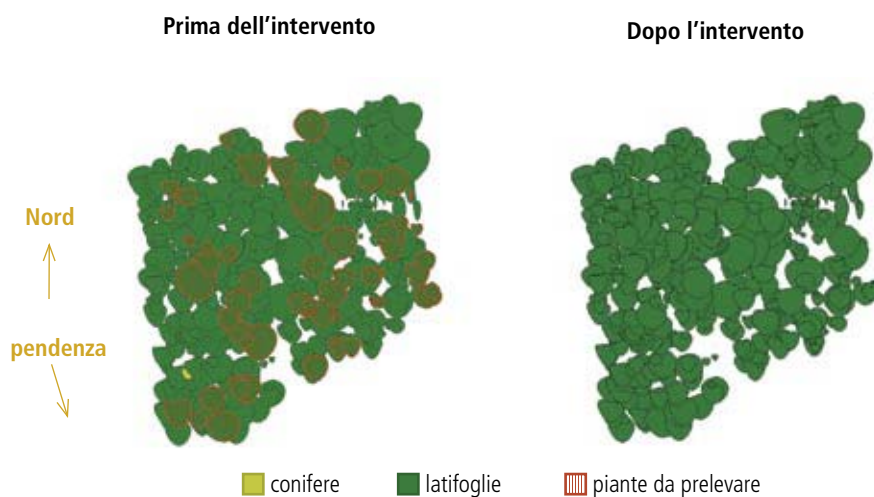 Prima dell’intervento
Dopo l’intervento
Nord
pendenza
conifere
latifoglie
piante da prelevare